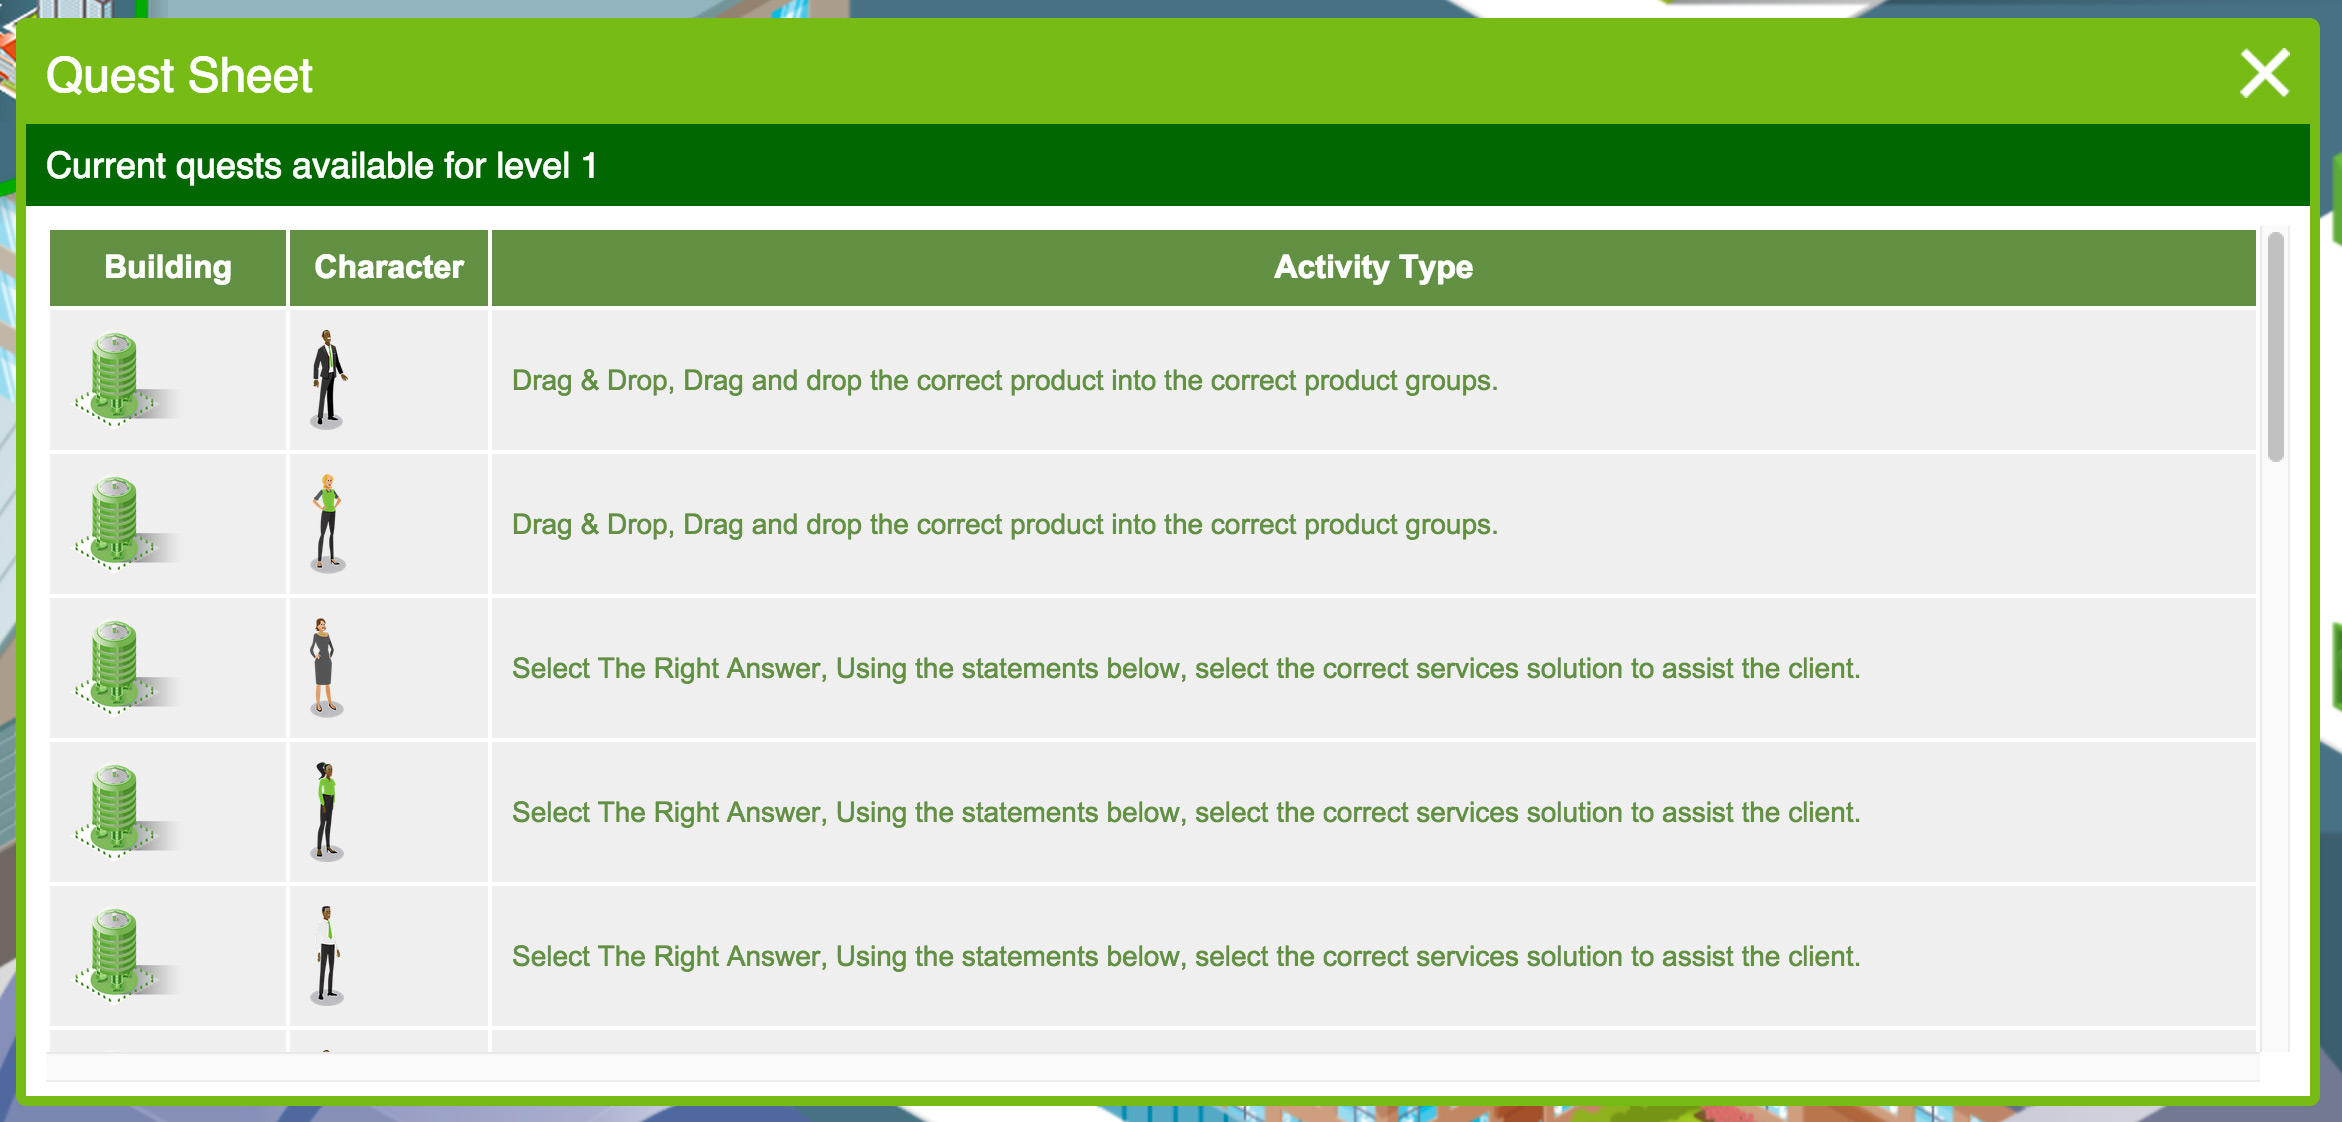 Quest Sheet
Current quests available for level 1
Building Character Activity Type
Drag & Drop, Drag and drop the correct product into the correct product groups.
Drag & Drop, Drag and drop the correct product into the correct product groups.
Select The Right Answer, Using the statements below, select the correct services solution to assist the client.
Select The Right Answer, Using the statements below, select the correct services solution to assist the client.
Select The Right Answer, Using the statements below, select the correct services solution to assist the client.